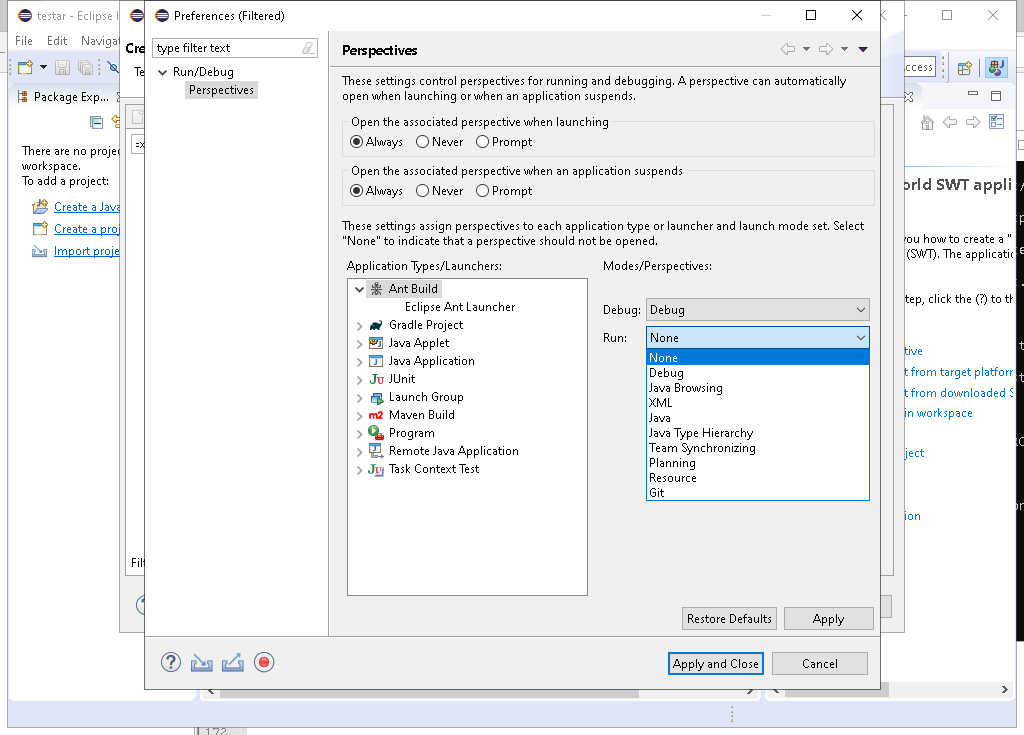 testar - Eclipse I
File Edit Navigat
Package Exp...
There are no projec
workspace.
To add a project:
Create a Java
Create a proj
Import proje
Cre
Te
Filt
Preferences (Filtered)
type filter text
Run/Debug
Perspectives
Perspectives
These settings control perspectives for running and debugging. A perspective can automatically
open when launching or when an application suspends.
Open the associated perspective when launching
Always Never Prompt
Open the associated perspective when an application suspends
Always Never Prompt
These settings assign perspectives to each application type or launcher and launch mode set. Select
"None" to indicate that a perspective should not be opened.
Application Types/Launchers:
Ant Build
Eclipse Ant Launcher
Gradle Project
Java Applet
Java Application
JUnit
Launch Group
Maven Build
Program
Remote Java Application
Task Context Test
Modes/Perspectives:
Debug: Debug
Run: None
None
Debug
Java Browsing
XML
Java
Java Type Hierarchy
Team Synchronizing
Planning
Resource
Git
Restore Defaults Apply
Apply and Close Cancel
ccess
orld SWT appli
you how to create a "
(SWT). The applicatio
tep, click the (?) to th
tive
t from target platform
t from downloaded S
in workspace
ject
ion
172